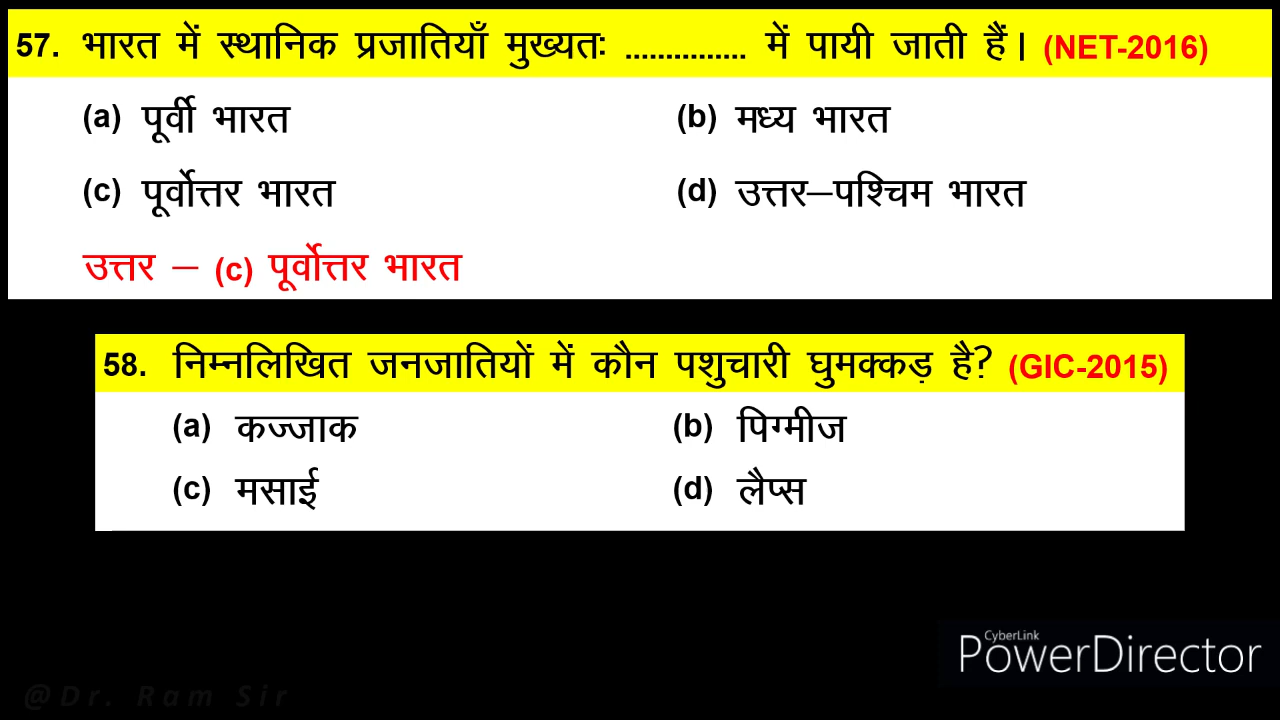 57. भारत में स्थानिक प्रजातियाँ मुख्यतः ............... में पायी जाती हैं। (NET-2016)
(a) पूर्वी भारत (b) मध्य भारत
(c) पूर्वोत्तर भारत (d) उत्तर–पश्चिम भारत
उत्तर – (c) पूर्वोत्तर भारत
58. निम्नलिखित जनजातियों में कौन पशुचारी घुमक्कड़ है? (GIC-2015)
(a) कज्जाक (b) पिग्मीज
(c) मसाई (d) लैप्स
CyberLink
PowerDirector
@Dr. Ram Sir